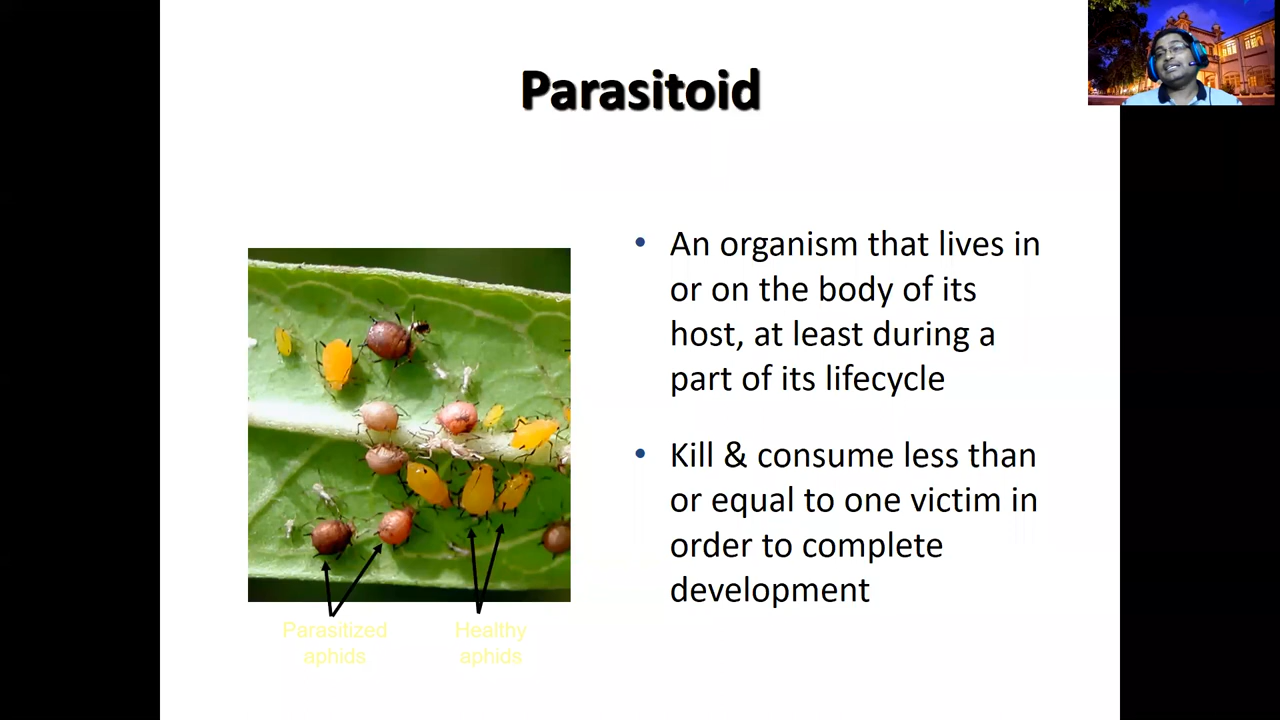 Parasitoid
• An organism that lives in
or on the body of its
host, at least during a
part of its lifecycle
• Kill & consume less than
or equal to one victim in
order to complete
development
Parasitized
aphids
Healthy
aphids